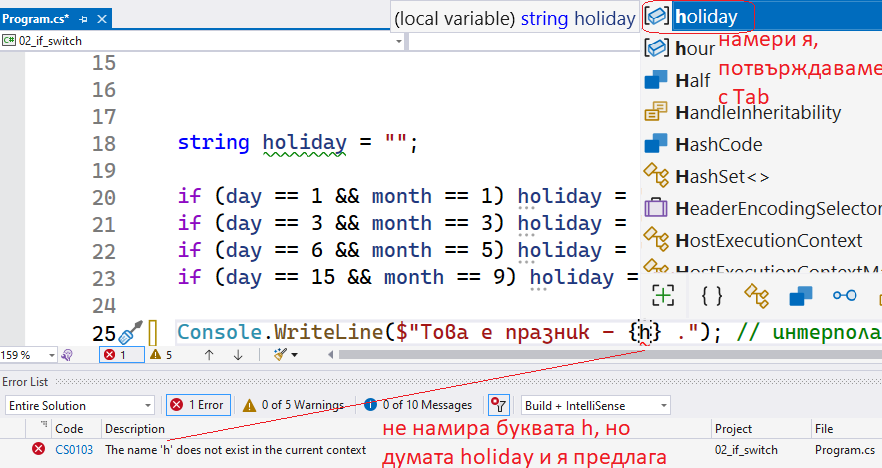 Program.cs*
02_if_switch
(local variable) string holiday
holiday
hour
Half
HandleInheritability
HashCode
HashSet<>
HeaderEncodingSelector
HostExecutionContext
HostExecutionContextMa
намери я,
потвърждаваме
с Tab
15
16
17
18 string holiday = "";
19
20 if (day == 1 && month == 1) holiday =
21 if (day == 3 && month == 3) holiday =
22 if (day == 6 && month == 5) holiday =
23 if (day == 15 && month == 9) holiday =
24
25 Console.WriteLine($"Това е празник – {h} ."); // интерпола
159 % 1 5
Error List
Entire Solution 1 Error 0 of 5 Warnings 0 of 10 Messages Build + IntelliSense
Code Description Project File
CS0103 The name 'h' does not exist in the current context 02_if_switch Program.cs
не намира буквата h, но
думата holiday и я предлага